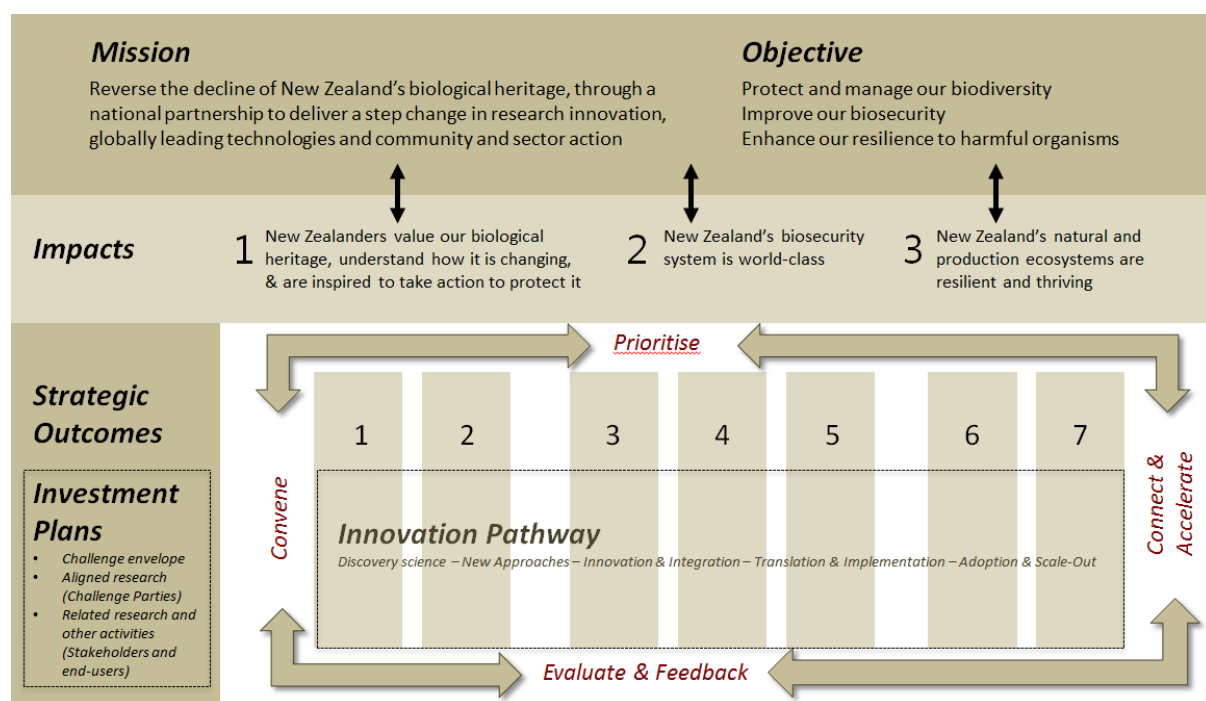 Mission
Reverse the decline of New Zealand's biological heritage, through a
national partnership to deliver a step change in research innovation,
globally leading technologies and community and sector action
Objective
Protect and manage our biodiversity
Improve our biosecurity
Enhance our resilience to harmful organisms
Impacts
1
New Zealanders value our biological
heritage, understand how it is changing,
& are inspired to take action to protect it
2
New Zealand's biosecurity
system is world-class
3
New Zealand's natural and
production ecosystems are
resilient and thriving
Prioritise
Strategic
Outcomes
1 2 3 4 5 6 7
Investment
Plans
• Challenge envelope
• Aligned research
(Challenge Parties)
• Related research and
other activities
(Stakeholders and
end-users)
Convene
Innovation Pathway
Discovery science – New Approaches – Innovation & Integration – Translation & Implementation – Adoption & Scale-Out
Connect &
Accelerate
Evaluate & Feedback